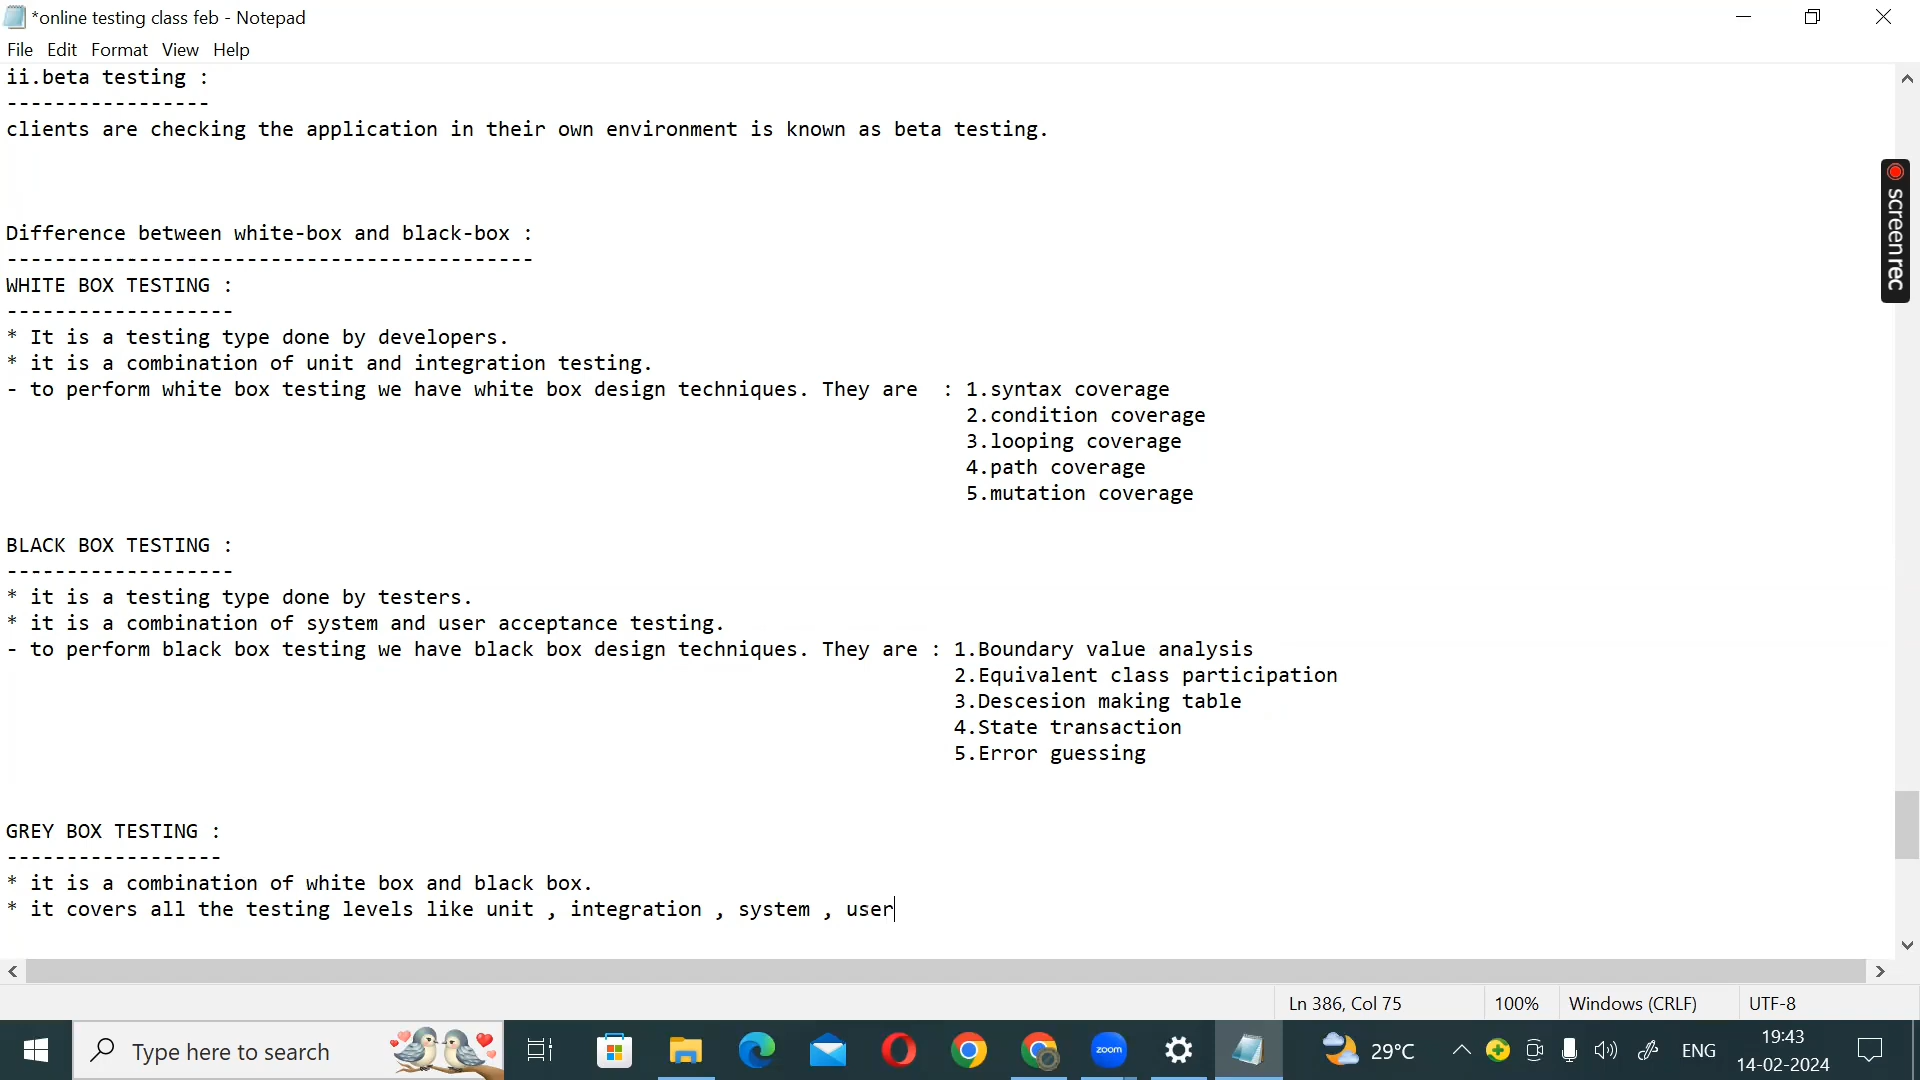 *online testing class feb - Notepad
File Edit Format View Help
ii.beta testing :
-----------------
clients are checking the application in their own environment is known as beta testing.
Difference between white-box and black-box :
--------------------------------------------
WHITE BOX TESTING :
-------------------
* It is a testing type done by developers.
* it is a combination of unit and integration testing.
- to perform white box testing we have white box design techniques. They are  : 1.syntax coverage
2.condition coverage
3.looping coverage
4.path coverage
5.mutation coverage
BLACK BOX TESTING :
-------------------
* it is a testing type done by testers.
* it is a combination of system and user acceptance testing.
- to perform black box testing we have black box design techniques. They are : 1.Boundary value analysis
2.Equivalent class participation
3.Descesion making table
4.State transaction
5.Error guessing
GREY BOX TESTING :
------------------
* it is a combination of white box and black box.
* it covers all the testing levels like unit , integration , system , user
screenrec
Ln 386, Col 75
100%
Windows (CRLF)
UTF-8
Type here to search
zoom
29°C
ENG
19:43
14-02-2024